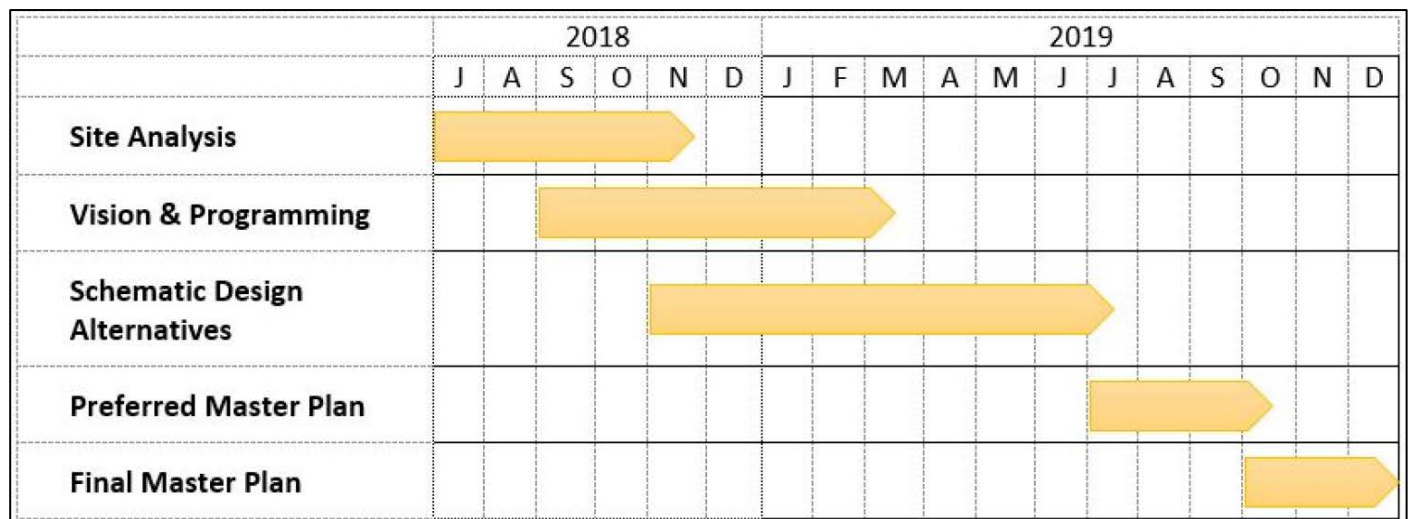 2018 2019
J A S O N D J F M A M J J A S O N D
Site Analysis
Vision & Programming
Schematic Design
Alternatives
Preferred Master Plan
Final Master Plan